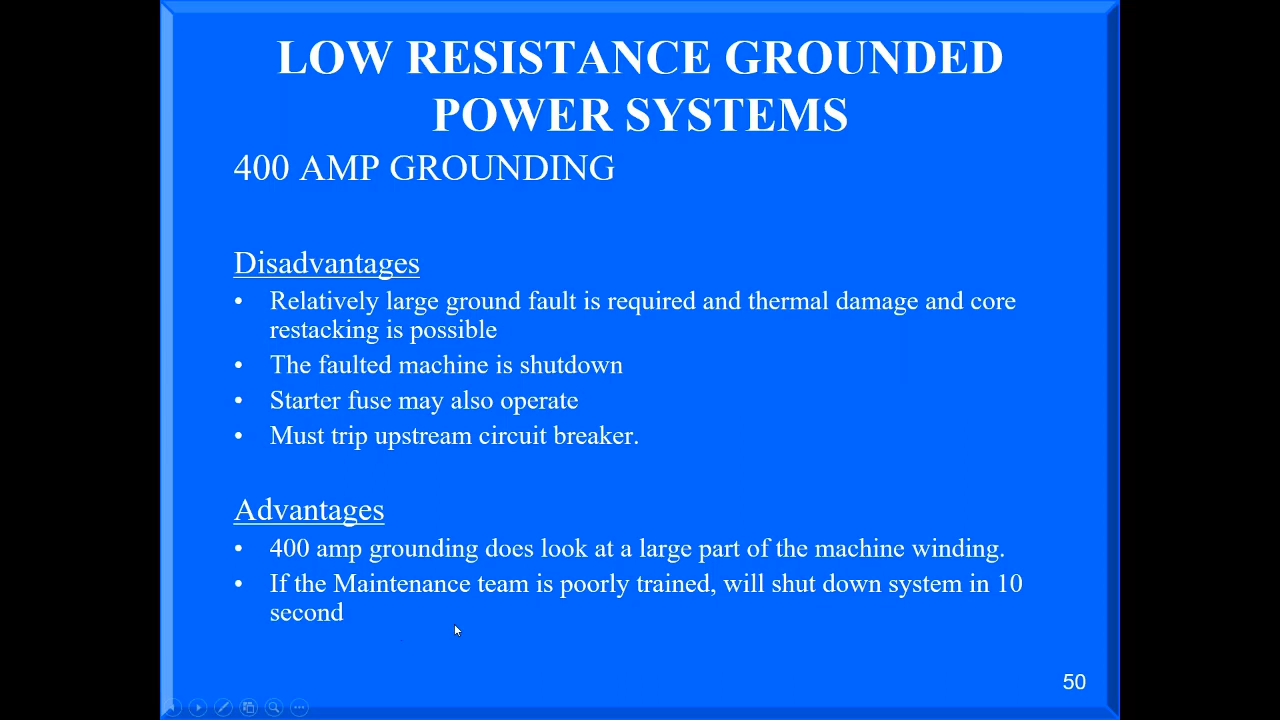 LOW RESISTANCE GROUNDED
POWER SYSTEMS
400 AMP GROUNDING
Disadvantages
• Relatively large ground fault is required and thermal damage and core
restacking is possible
• The faulted machine is shutdown
• Starter fuse may also operate
• Must trip upstream circuit breaker.
Advantages
• 400 amp grounding does look at a large part of the machine winding.
• If the Maintenance team is poorly trained, will shut down system in 10
second
50